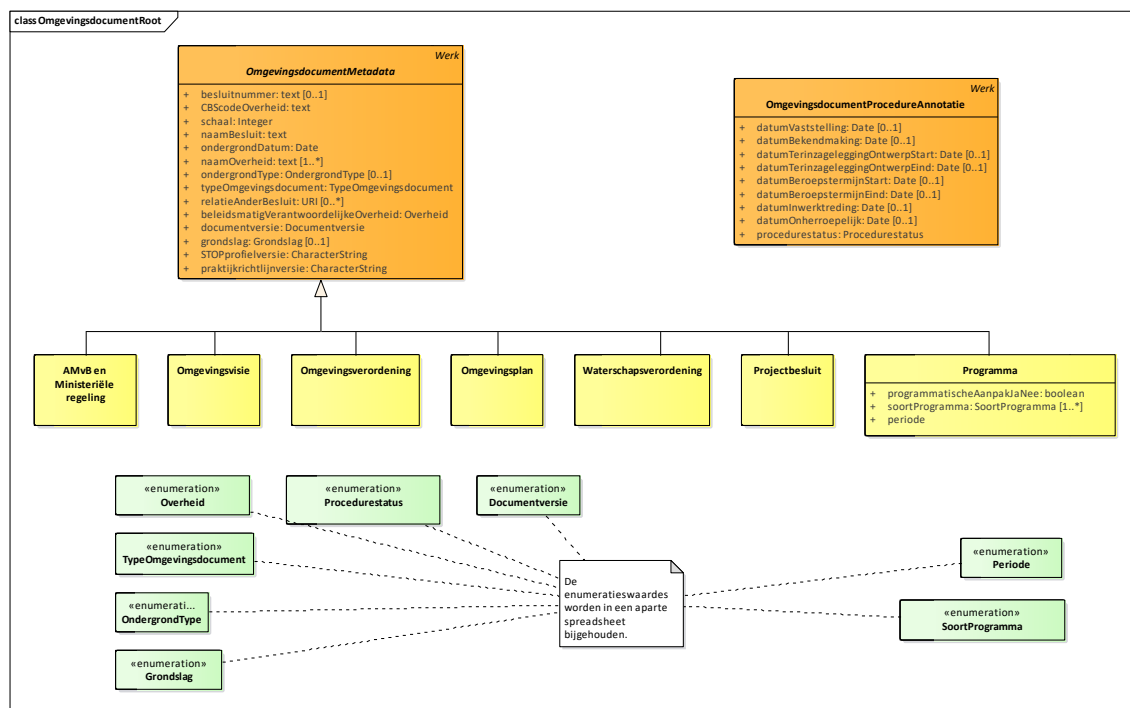 class OmgevingsdocumentRoot
Werk
OmgevingsdocumentMetadata
+ besluitnummer: text [0..1]
+ CBScodeOverheid: text
+ schaal: Integer
+ naamBesluit: text
+ ondergrondDatum: Date
+ naamOverheid: text [1..*]
+ ondergrondType: OndergrondType [0..1]
+ typeOmgevingsdocument: TypeOmgevingsdocument
+ relatieAnderBesluit: URI [0..*]
+ beleidsmatigVerantwoordelijkeOverheid: Overheid
+ documentversie: Documentversie
+ grondslag: Grondslag [0..1]
+ STOPprofielversie: CharacterString
+ praktijkrichtlijnversie: CharacterString
Werk
OmgevingsdocumentProcedureAnnotatie
+ datumVaststelling: Date [0..1]
+ datumBekendmaking: Date [0..1]
+ datumTerinzageleggingOntwerpStart: Date [0..1]
+ datumTerinzageleggingOntwerpEind: Date [0..1]
+ datumBeroepstermijnStart: Date [0..1]
+ datumBeroepstermijnEind: Date [0..1]
+ datumInwerktreding: Date [0..1]
+ datumOnherroepelijk: Date [0..1]
+ procedurestatus: Procedurestatus
AMvB en
Ministeriële
regeling
Omgevingsvisie
Omgevingsverordening
Omgevingsplan
Waterschapsverordening
Projectbesluit
Programma
+ programmatischeAanpakJaNee: boolean
+ soortProgramma: SoortProgramma [1..*]
+ periode
«enumeration»
Overheid
«enumeration»
Procedurestatus
«enumeration»
Documentversie
«enumeration»
TypeOmgevingsdocument
«enumerati...
OndergrondType
«enumeration»
Grondslag
De
enumeratieswaardes
worden in een aparte
spreadsheet
bijgehouden.
«enumeration»
Periode
«enumeration»
SoortProgramma